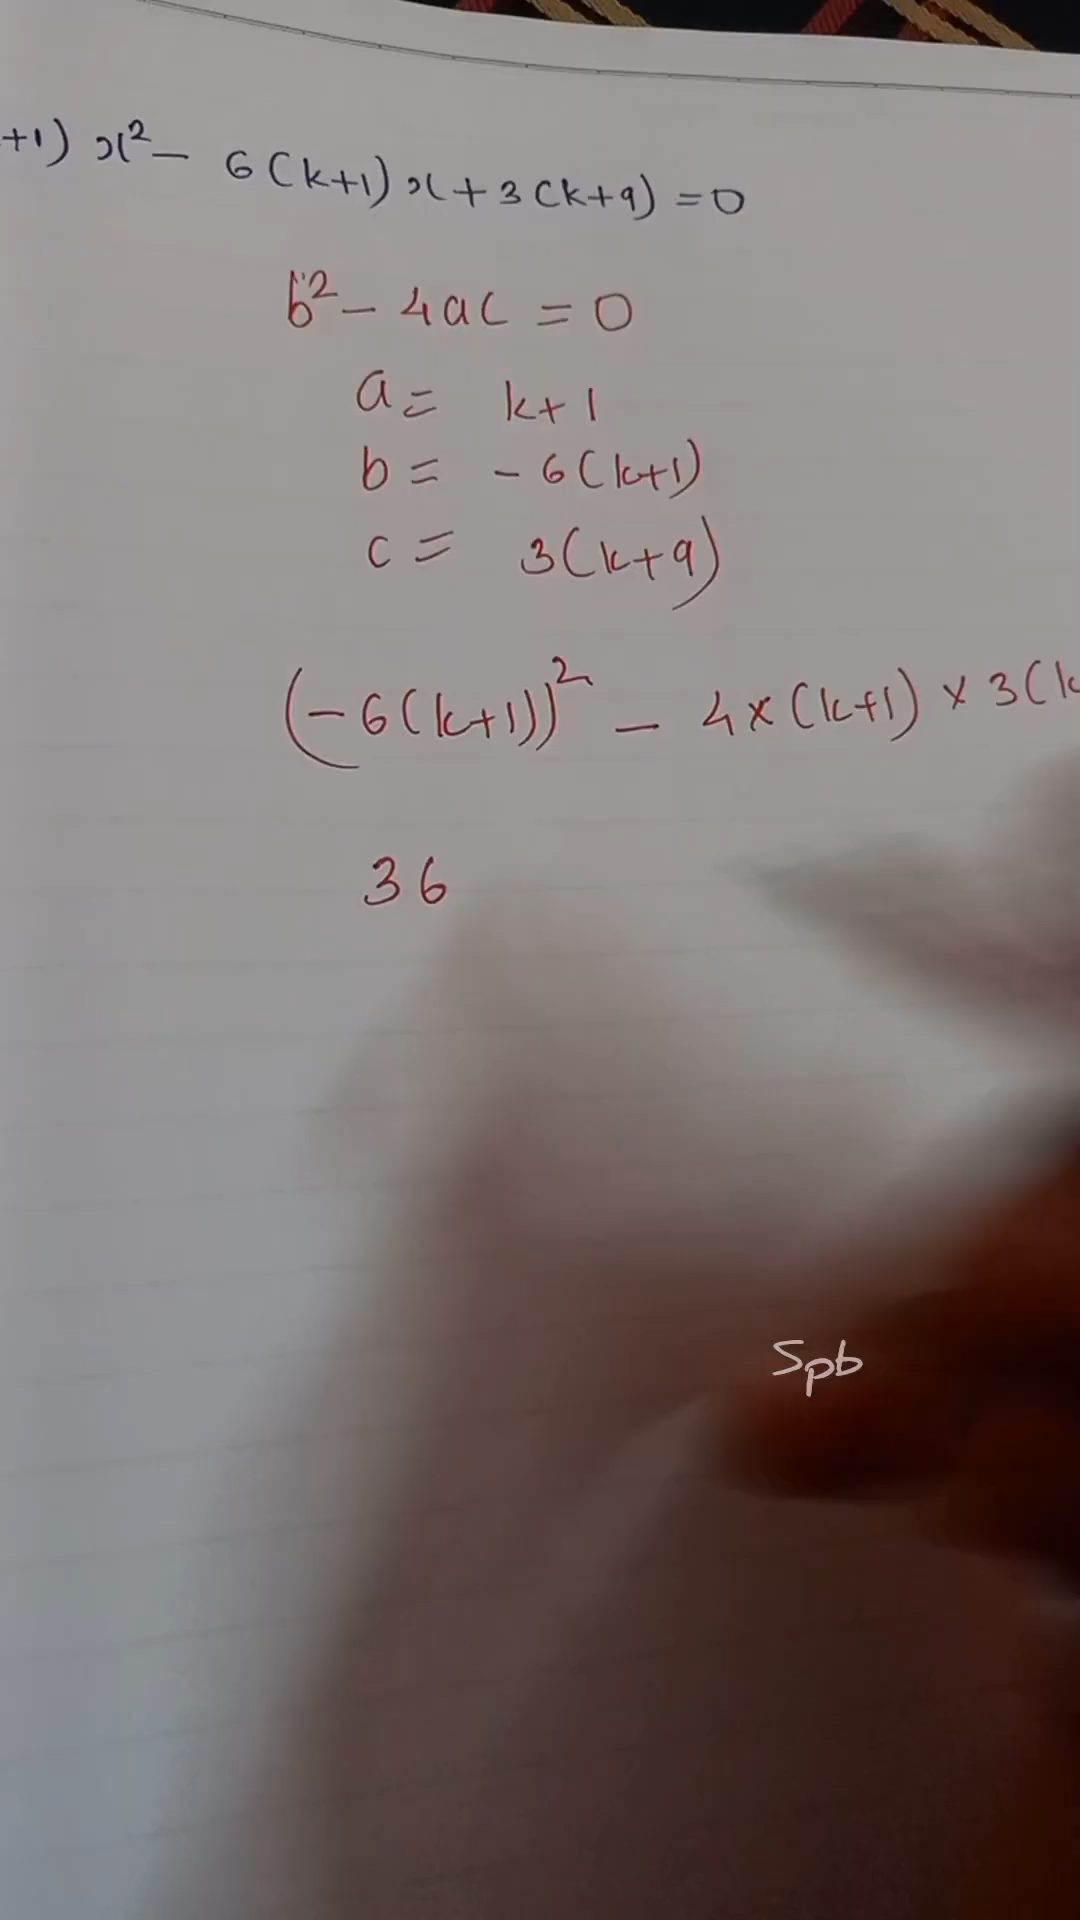 +1) x² - 6(k+1)x + 3(k+9) = 0
b² - 4ac = 0
a = k+1
b = -6(k+1)
c = 3(k+9)
(-6(k+1))² - 4×(k+1) × 3(k
36
Spb